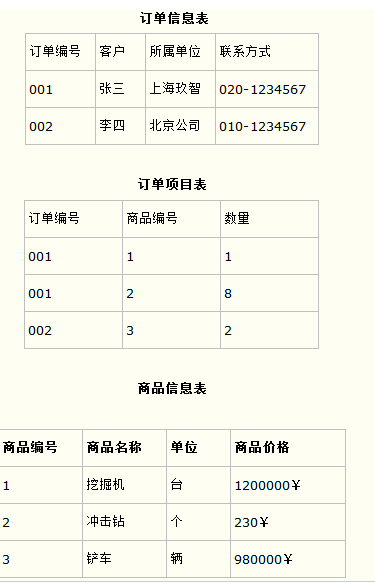 订单信息表
订单编号 客户 所属单位 联系方式
001 张三 上海玖智 020-1234567
002 李四 北京公司 010-1234567
订单项目表
订单编号 商品编号 数量
001 1 1
001 2 8
002 3 2
商品信息表
商品编号 商品名称 单位 商品价格
1 挖掘机 台 1200000￥
2 冲击钻 个 230￥
3 铲车 辆 980000￥